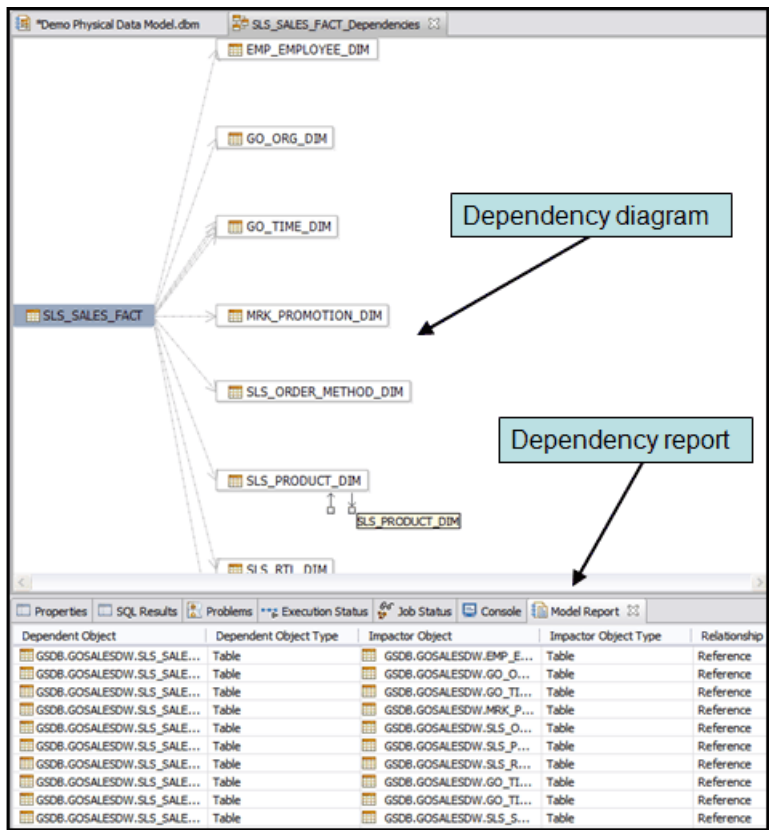 *Demo Physical Data Model.dbm SLS_SALES_FACT_Dependencies
EMP_EMPLOYEE_DIM
GO_ORG_DIM
Dependency diagram
GO_TIME_DIM
SLS_SALES_FACT
MRK_PROMOTION_DIM
SLS_ORDER_METHOD_DIM
Dependency report
SLS_PRODUCT_DIM
SLS_PRODUCT_DIM
SLS_RTL_DIM
Properties SQL Results Problems Execution Status Job Status Console Model Report
Dependent Object Dependent Object Type Impactor Object Impactor Object Type Relationship
GSDB.GOSALESDW.SLS_SALE... Table GSDB.GOSALESDW.EMP_E... Table Reference
GSDB.GOSALESDW.SLS_SALE... Table GSDB.GOSALESDW.GO_O... Table Reference
GSDB.GOSALESDW.SLS_SALE... Table GSDB.GOSALESDW.GO_TI... Table Reference
GSDB.GOSALESDW.SLS_SALE... Table GSDB.GOSALESDW.MRK_P... Table Reference
GSDB.GOSALESDW.SLS_SALE... Table GSDB.GOSALESDW.SLS_O... Table Reference
GSDB.GOSALESDW.SLS_SALE... Table GSDB.GOSALESDW.SLS_P... Table Reference
GSDB.GOSALESDW.SLS_SALE... Table GSDB.GOSALESDW.SLS_R... Table Reference
GSDB.GOSALESDW.SLS_SALE... Table GSDB.GOSALESDW.GO_TI... Table Reference
GSDB.GOSALESDW.SLS_SALE... Table GSDB.GOSALESDW.GO_TI... Table Reference
GSDB.GOSALESDW.SLS_SALE... Table GSDB.GOSALESDW.SLS_S... Table Reference